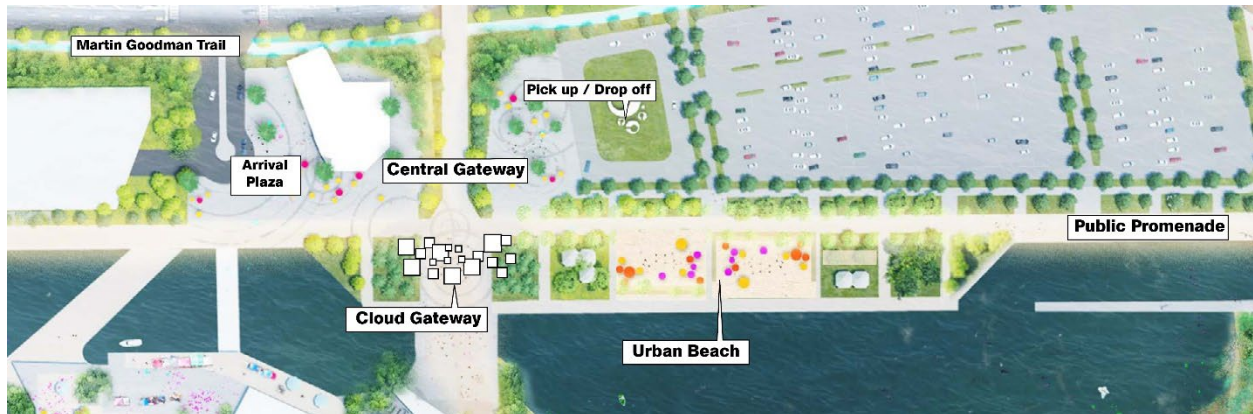 Martin Goodman Trail
Pick up / Drop off
Arrival
Plaza
Central Gateway
Public Promenade
Cloud Gateway
Urban Beach